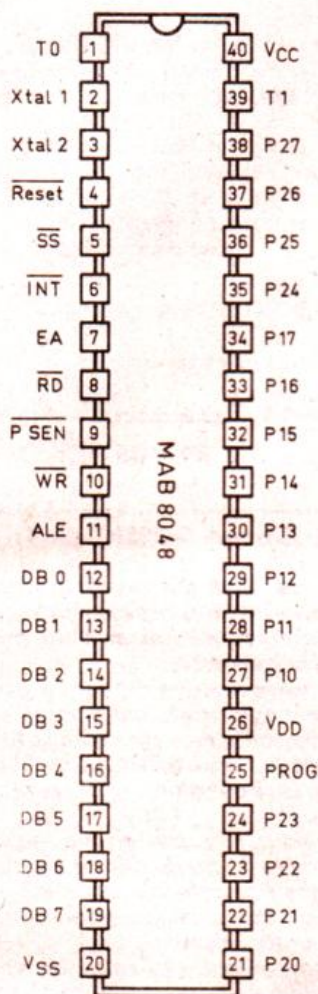 T0 1 40 VCC
Xtal 1 2 39 T1
Xtal 2 3 38 P27
Reset 4 37 P26
SS 5 36 P25
INT 6 35 P24
EA 7 34 P17
RD 8 33 P16
P SEN 9 32 P15
WR 10 31 P14
ALE 11 30 P13
DB 0 12 29 P12
DB 1 13 28 P11
DB 2 14 27 P10
DB 3 15 26 VDD
DB 4 16 25 PROG
DB 5 17 24 P23
DB 6 18 23 P22
DB 7 19 22 P21
VSS 20 21 P20
MAB 8048